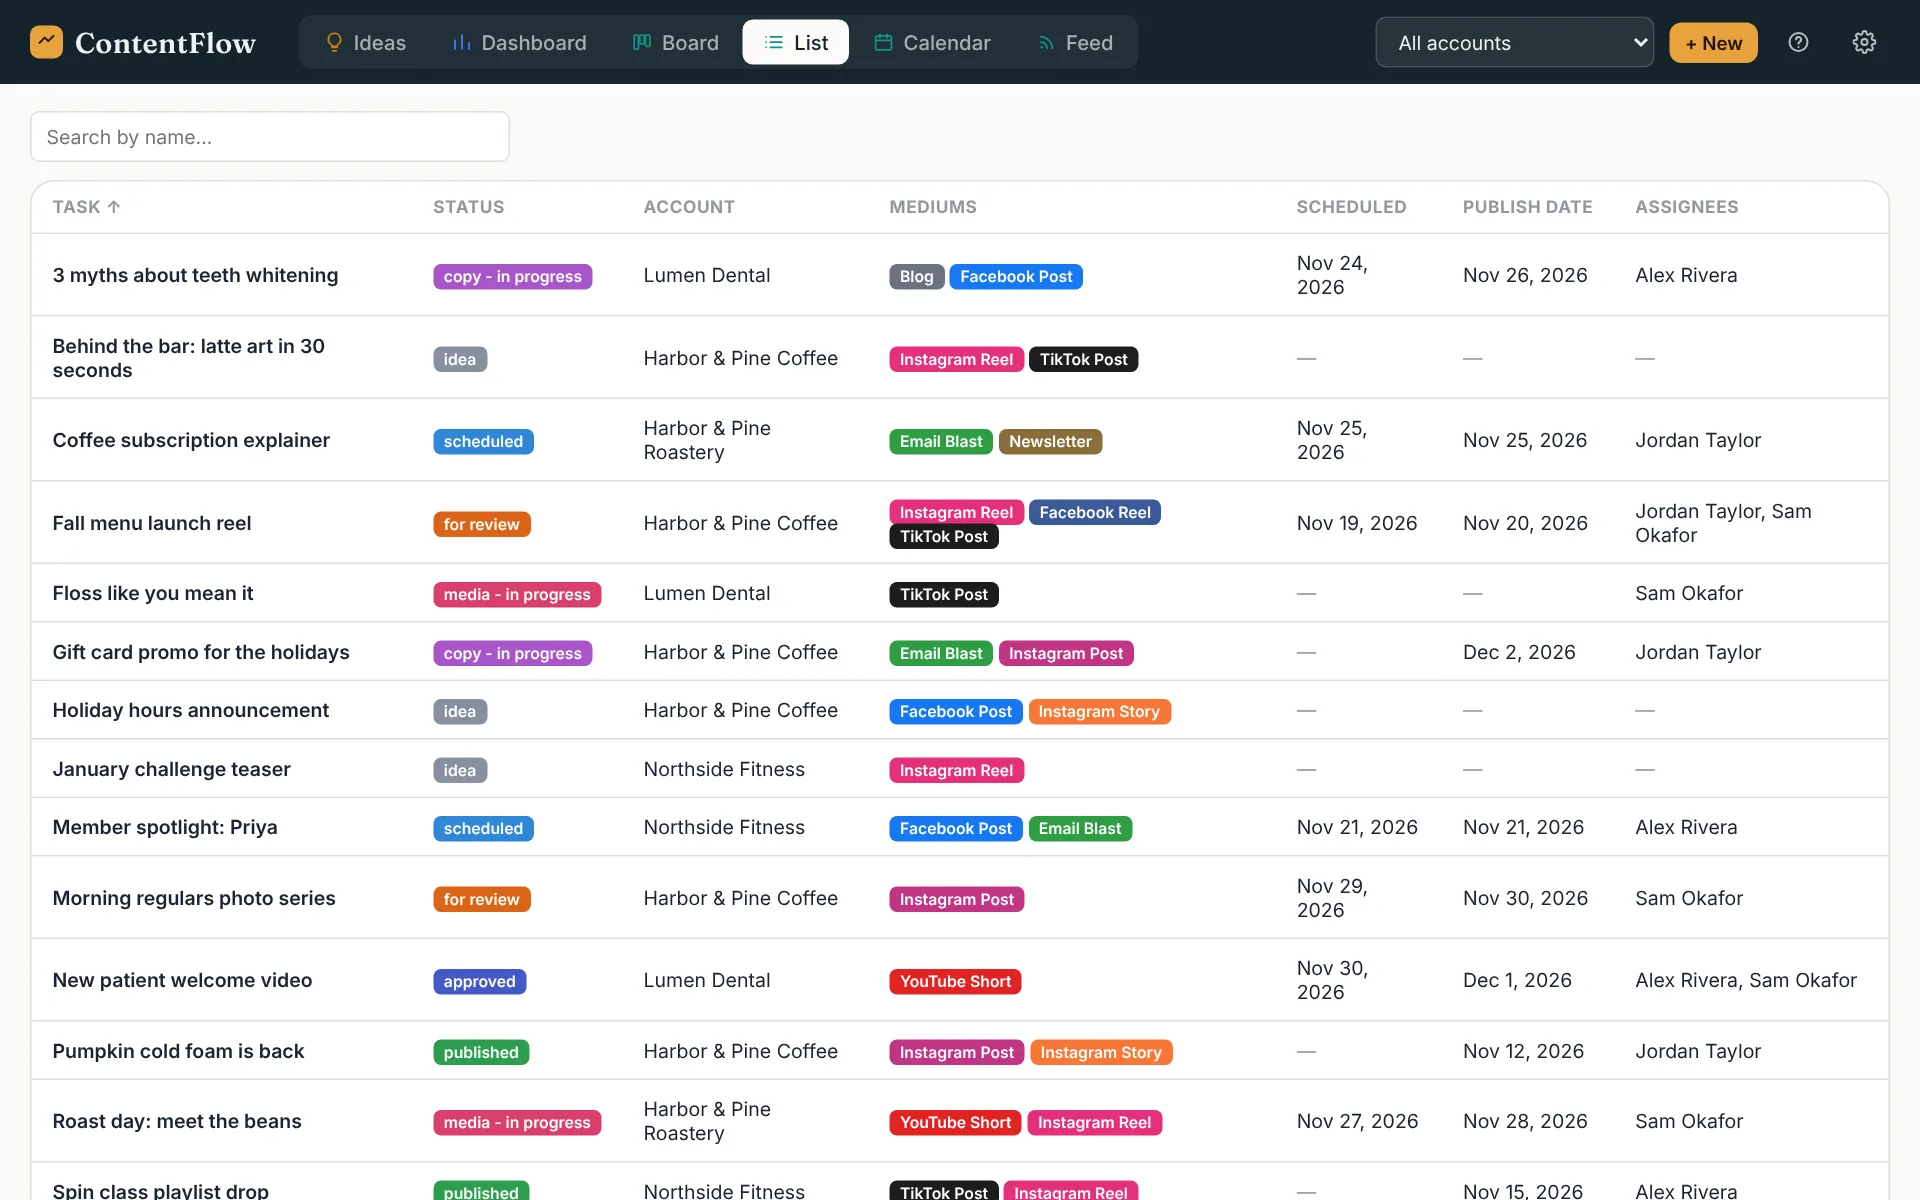 ContentFlow
Ideas
Dashboard
Board
List
Calendar
Feed
All accounts
+ New
Search by name...
TASK ↑ STATUS ACCOUNT MEDIUMS SCHEDULED PUBLISH DATE ASSIGNEES
3 myths about teeth whitening copy - in progress Lumen Dental Blog Facebook Post Nov 24, 2026 Nov 26, 2026 Alex Rivera
Behind the bar: latte art in 30 seconds idea Harbor & Pine Coffee Instagram Reel TikTok Post — — —
Coffee subscription explainer scheduled Harbor & Pine Roastery Email Blast Newsletter Nov 25, 2026 Nov 25, 2026 Jordan Taylor
Fall menu launch reel for review Harbor & Pine Coffee Instagram Reel Facebook Reel TikTok Post Nov 19, 2026 Nov 20, 2026 Jordan Taylor, Sam Okafor
Floss like you mean it media - in progress Lumen Dental TikTok Post — — Sam Okafor
Gift card promo for the holidays copy - in progress Harbor & Pine Coffee Email Blast Instagram Post — Dec 2, 2026 Jordan Taylor
Holiday hours announcement idea Harbor & Pine Coffee Facebook Post Instagram Story — — —
January challenge teaser idea Northside Fitness Instagram Reel — — —
Member spotlight: Priya scheduled Northside Fitness Facebook Post Email Blast Nov 21, 2026 Nov 21, 2026 Alex Rivera
Morning regulars photo series for review Harbor & Pine Coffee Instagram Post Nov 29, 2026 Nov 30, 2026 Sam Okafor
New patient welcome video approved Lumen Dental YouTube Short Nov 30, 2026 Dec 1, 2026 Alex Rivera, Sam Okafor
Pumpkin cold foam is back published Harbor & Pine Coffee Instagram Post Instagram Story — Nov 12, 2026 Jordan Taylor
Roast day: meet the beans media - in progress Harbor & Pine Roastery YouTube Short Instagram Reel Nov 27, 2026 Nov 28, 2026 Sam Okafor
Spin class playlist drop published Northside Fitness TikTok Post Instagram Reel — Nov 15, 2026 Alex Rivera